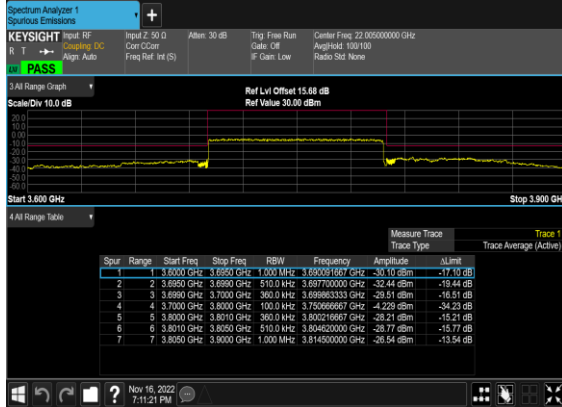 Spectrum Analyzer 1
Spurious Emissions
KEYSIGHT Input: RF Input Z: 50 Ω Atten: 30 dB Trig: Free Run Center Freq: 22.005000000 GHz
R T Coupling: DC Corr CCorr Gate: Off Avg|Hold: 100/100
Align: Auto Freq Ref: Int (S) IF Gain: Low Radio Std: None
PASS
3 All Range Graph Ref Lvl Offset 15.68 dB
Scale/Div 10.0 dB Ref Value 30.00 dBm
20.0
10.0
0.00
-10.0
-20.0
-30.0
-40.0
-50.0
-60.0
Start 3.600 GHz Stop 3.900 GH
4 All Range Table
Measure Trace Trace 1
Trace Type Trace Average (Active)
Spur Range Start Freq Stop Freq RBW Frequency Amplitude ΔLimit
1 1 3.6000 GHz 3.6950 GHz 1.000 MHz 3.690091667 GHz -30.10 dBm -17.10 dB
2 2 3.6950 GHz 3.6990 GHz 510.0 kHz 3.697700000 GHz -32.44 dBm -19.44 dB
3 3 3.6990 GHz 3.7000 GHz 360.0 kHz 3.699863333 GHz -29.51 dBm -16.51 dB
4 4 3.7000 GHz 3.8000 GHz 100.0 kHz 3.750666667 GHz -4.229 dBm -34.23 dB
5 5 3.8000 GHz 3.8010 GHz 360.0 kHz 3.800216667 GHz -28.21 dBm -15.21 dB
6 6 3.8010 GHz 3.8050 GHz 510.0 kHz 3.804620000 GHz -28.77 dBm -15.77 dB
7 7 3.8050 GHz 3.9000 GHz 1.000 MHz 3.814500000 GHz -26.54 dBm -13.54 dB
Nov 16, 2022
7:11:21 PM